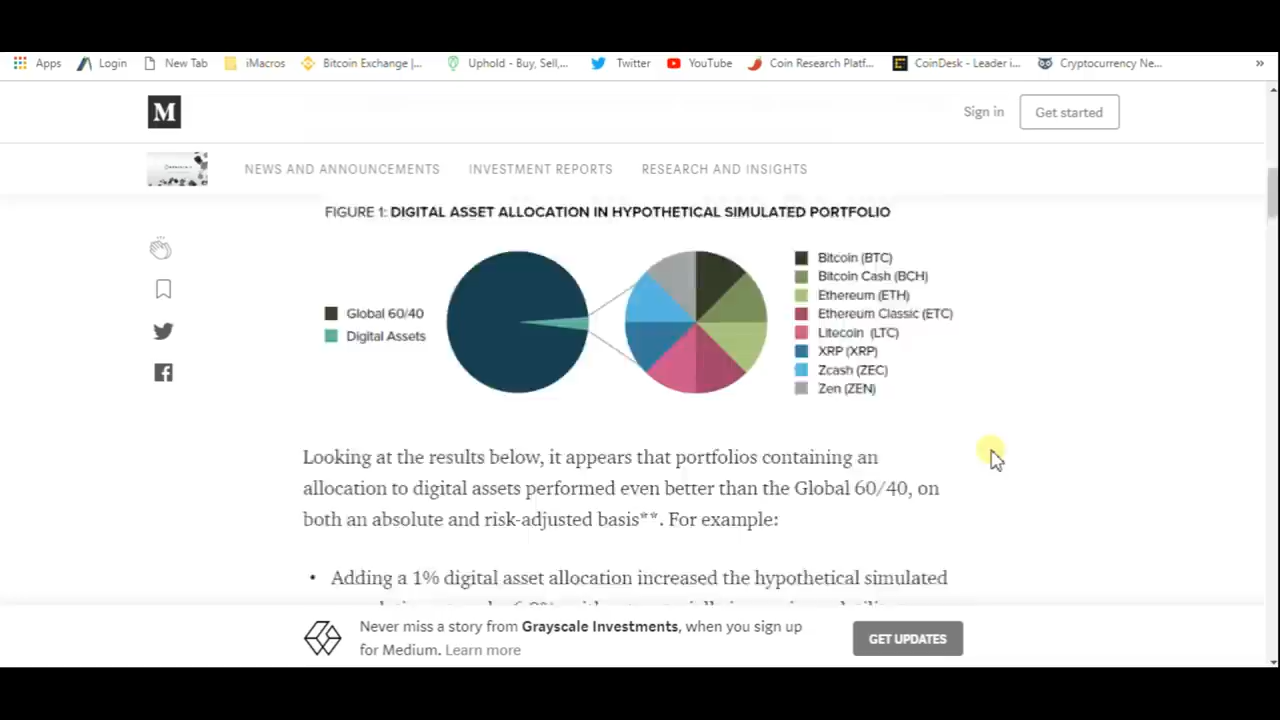 Apps Login New Tab iMacros Bitcoin Exchange |... Uphold - Buy, Sell,... Twitter YouTube Coin Research Platf... CoinDesk - Leader i... Cryptocurrency Ne... »
M
Sign in Get started
NEWS AND ANNOUNCEMENTS INVESTMENT REPORTS RESEARCH AND INSIGHTS
FIGURE 1: DIGITAL ASSET ALLOCATION IN HYPOTHETICAL SIMULATED PORTFOLIO
Global 60/40
Digital Assets
Bitcoin (BTC)
Bitcoin Cash (BCH)
Ethereum (ETH)
Ethereum Classic (ETC)
Litecoin (LTC)
XRP (XRP)
Zcash (ZEC)
Zen (ZEN)
Looking at the results below, it appears that portfolios containing an
allocation to digital assets performed even better than the Global 60/40, on
both an absolute and risk-adjusted basis**. For example:
• Adding a 1% digital asset allocation increased the hypothetical simulated
Never miss a story from Grayscale Investments, when you sign up
for Medium. Learn more
GET UPDATES